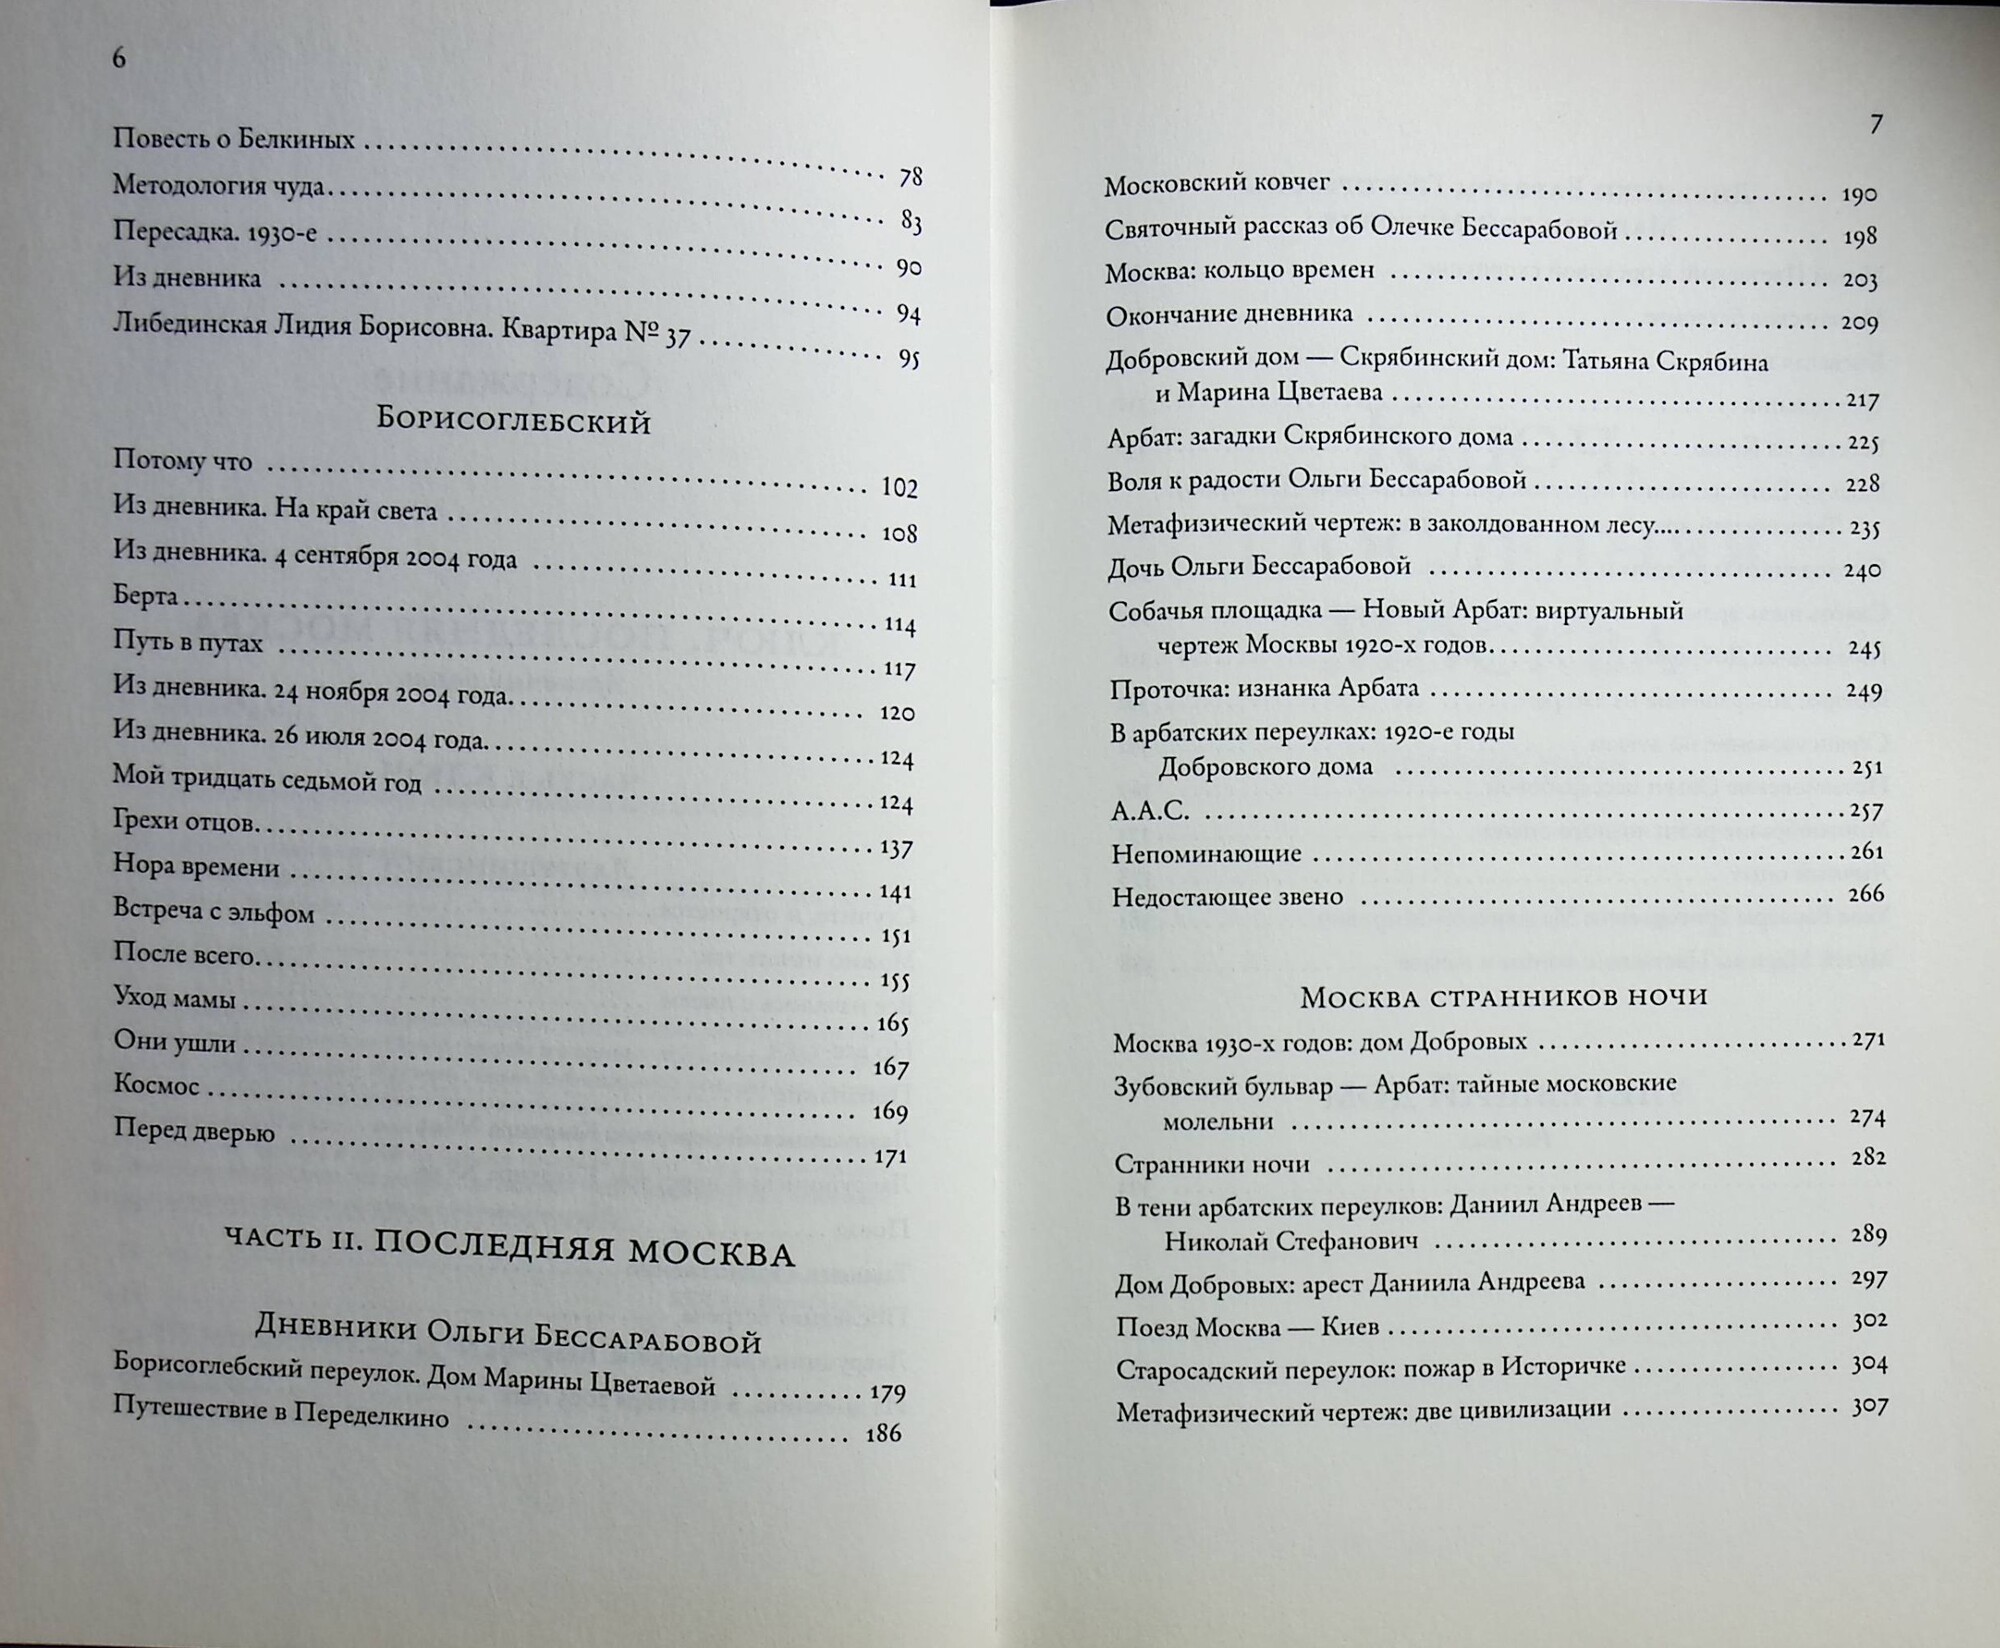 6
Повесть о Белкиных ........ 78
Методология чуда ........ 83
Пересадка. 1930-е ........ 90
Из дневника ........ 94
Либединская Лидия Борисовна. Квартира № 37 ........ 95
Борисоглебский
Потому что ........ 102
Из дневника. На край света ........ 108
Из дневника. 4 сентября 2004 года ........ 111
Берта ........ 114
Путь в путах ........ 117
Из дневника. 24 ноября 2004 года ........ 120
Из дневника. 26 июля 2004 года ........ 124
Мой тридцать седьмой год ........ 124
Грехи отцов ........ 137
Нора времени ........ 141
Встреча с эльфом ........ 151
После всего ........ 155
Уход мамы ........ 165
Они ушли ........ 167
Космос ........ 169
Перед дверью ........ 171
ЧАСТЬ II. ПОСЛЕДНЯЯ МОСКВА
Дневники Ольги Бессарабовой
Борисоглебский переулок. Дом Марины Цветаевой ........ 179
Путешествие в Переделкино ........ 186
7
Московский ковчег ........ 190
Святочный рассказ об Олечке Бессарабовой ........ 198
Москва: кольцо времен ........ 203
Окончание дневника ........ 209
Добровский дом — Скрябинский дом: Татьяна Скрябина
и Марина Цветаева ........ 217
Арбат: загадки Скрябинского дома ........ 225
Воля к радости Ольги Бессарабовой ........ 228
Метафизический чертеж: в заколдованном лесу... ........ 235
Дочь Ольги Бессарабовой ........ 240
Собачья площадка — Новый Арбат: виртуальный
чертеж Москвы 1920-х годов ........ 245
Проточка: изнанка Арбата ........ 249
В арбатских переулках: 1920-е годы
Добровского дома ........ 251
А.А.С. ........ 257
Непоминающие ........ 261
Недостающее звено ........ 266
Москва странников ночи
Москва 1930-х годов: дом Добровых ........ 271
Зубовский бульвар — Арбат: тайные московские
молельни ........ 274
Странники ночи ........ 282
В тени арбатских переулков: Даниил Андреев —
Николай Стефанович ........ 289
Дом Добровых: арест Даниила Андреева ........ 297
Поезд Москва — Киев ........ 302
Старосадский переулок: пожар в Историчке ........ 304
Метафизический чертеж: две цивилизации ........ 307